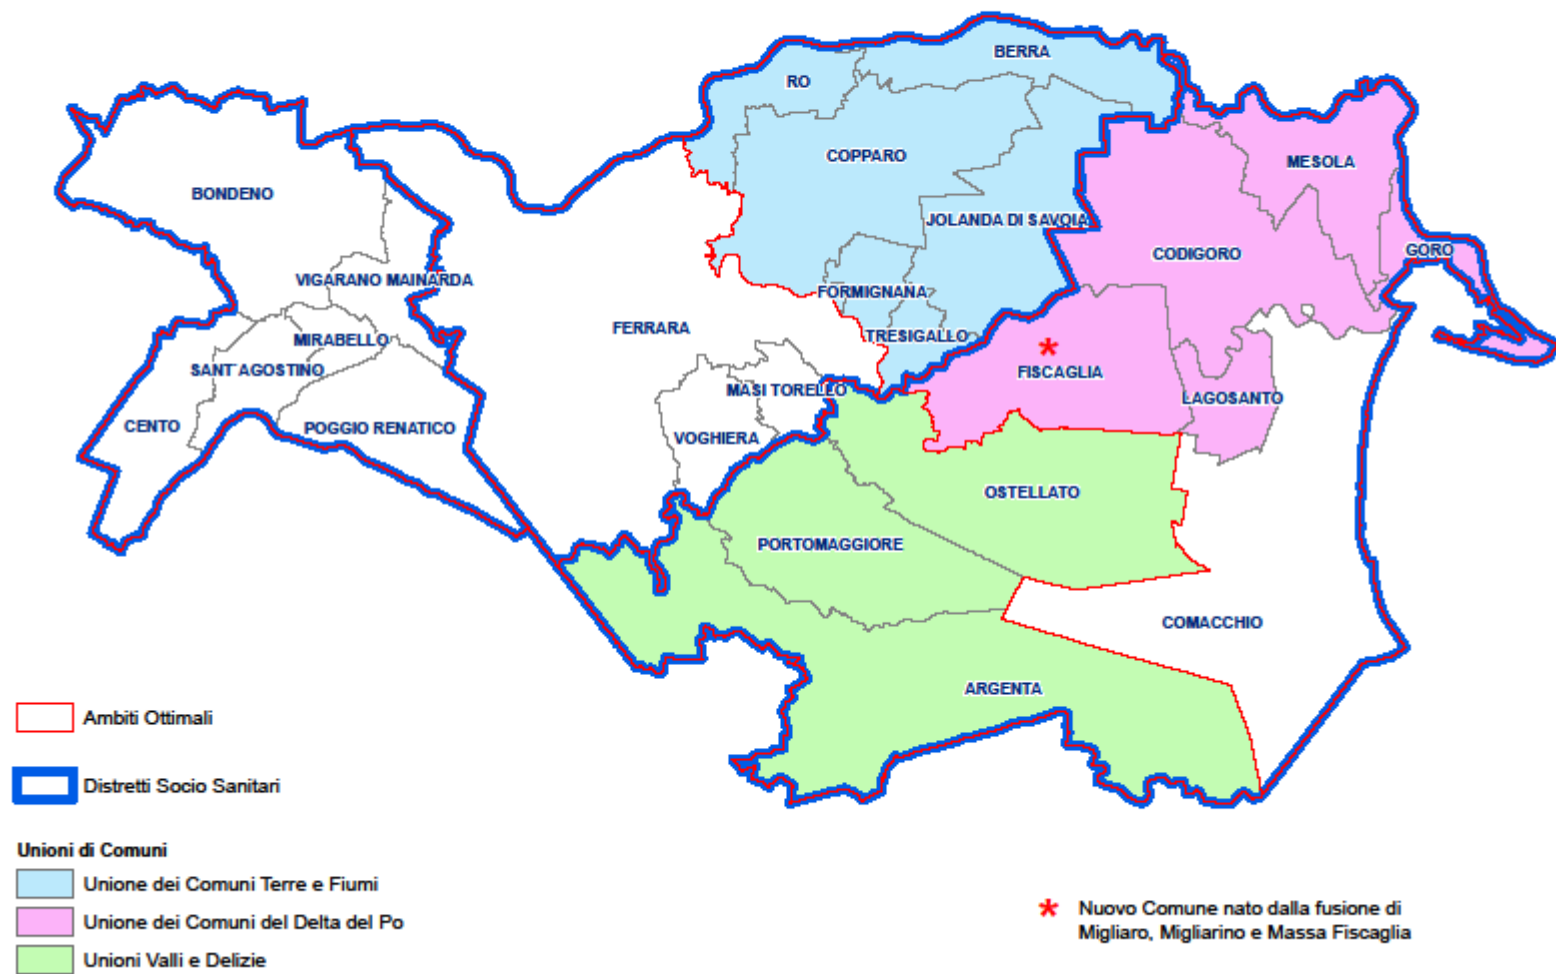 BERRA
RO
COPPARO
MESOLA
BONDENO
JOLANDA DI SAVOIA
CODIGORO
GORO
VIGARANO MAINARDA
FORMIGNANA
FERRARA
TRESIGALLO
MIRABELLO
SANT'AGOSTINO
*
FISCAGLIA
MASI TORELLO
LAGOSANTO
CENTO
POGGIO RENATICO
VOGHIERA
OSTELLATO
PORTOMAGGIORE
COMACCHIO
ARGENTA
Ambiti Ottimali
Distretti Socio Sanitari
Unioni di Comuni
Unione dei Comuni Terre e Fiumi
Unione dei Comuni del Delta del Po
Unioni Valli e Delizie
* Nuovo Comune nato dalla fusione di
Migliaro, Migliarino e Massa Fiscaglia